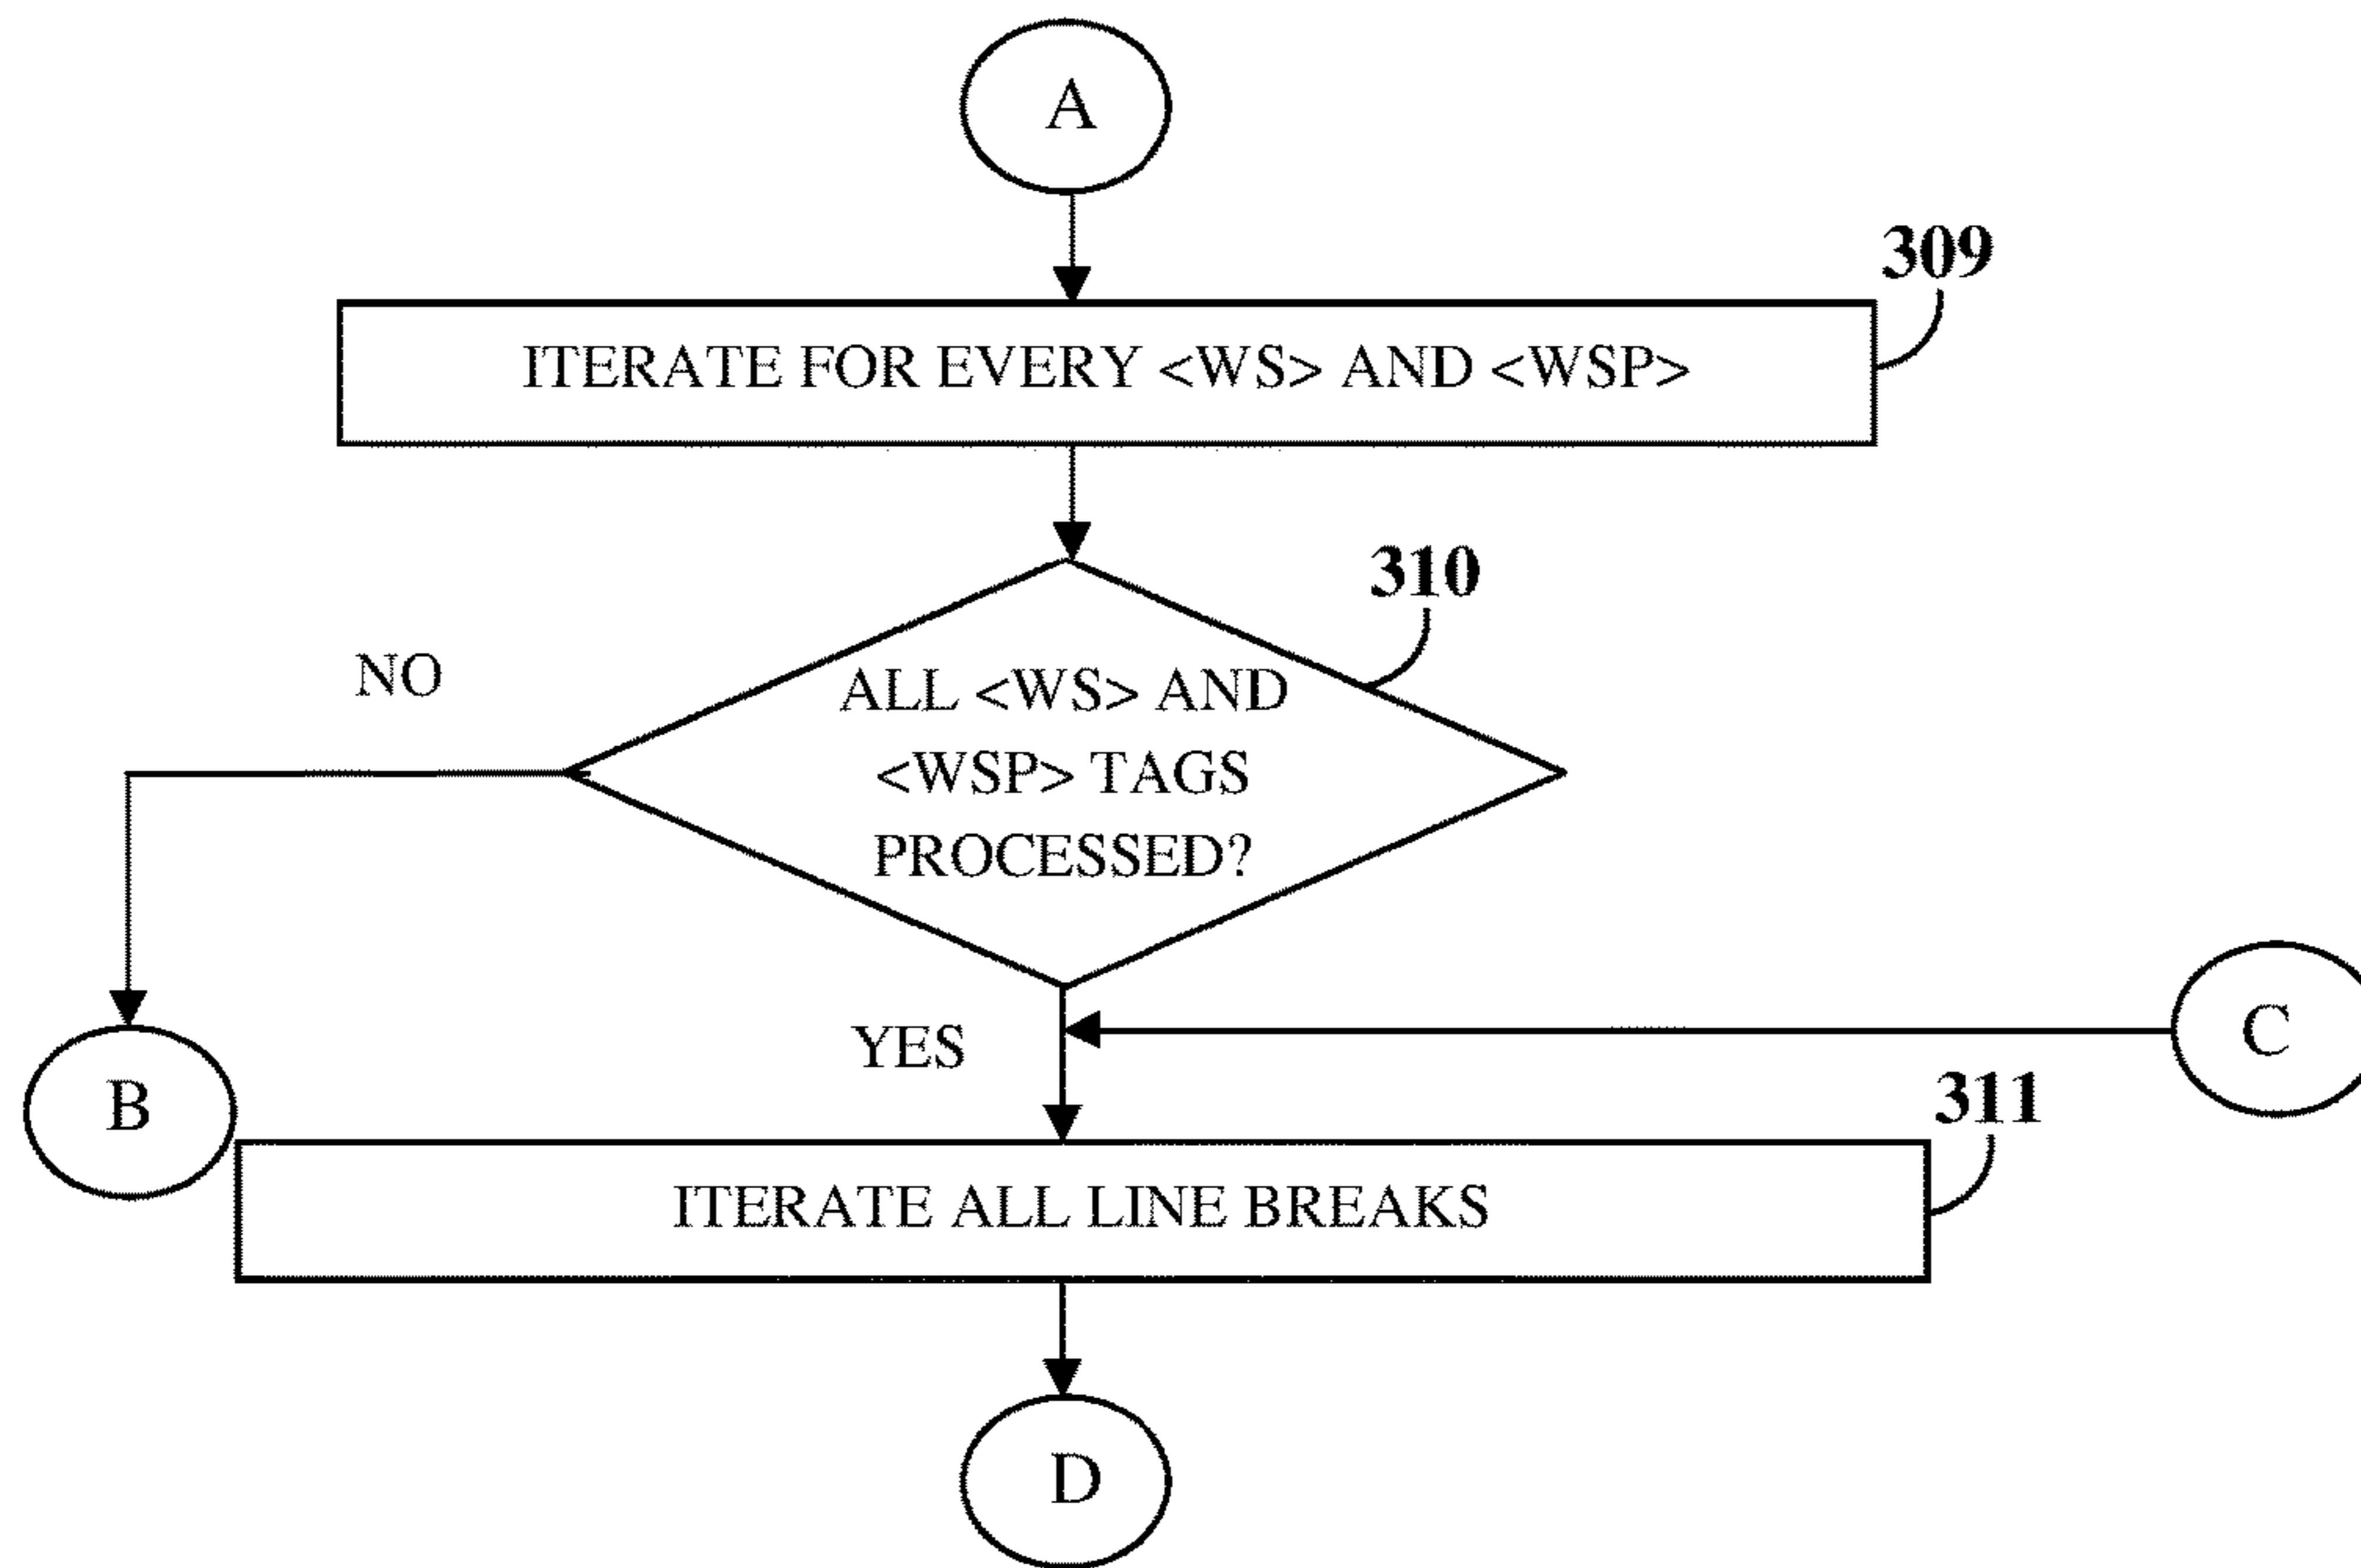 A
309
ITERATE FOR EVERY <WS> AND <WSP>
310
NO
ALL <WS> AND
<WSP> TAGS
PROCESSED?
YES
C
B
311
ITERATE ALL LINE BREAKS
D